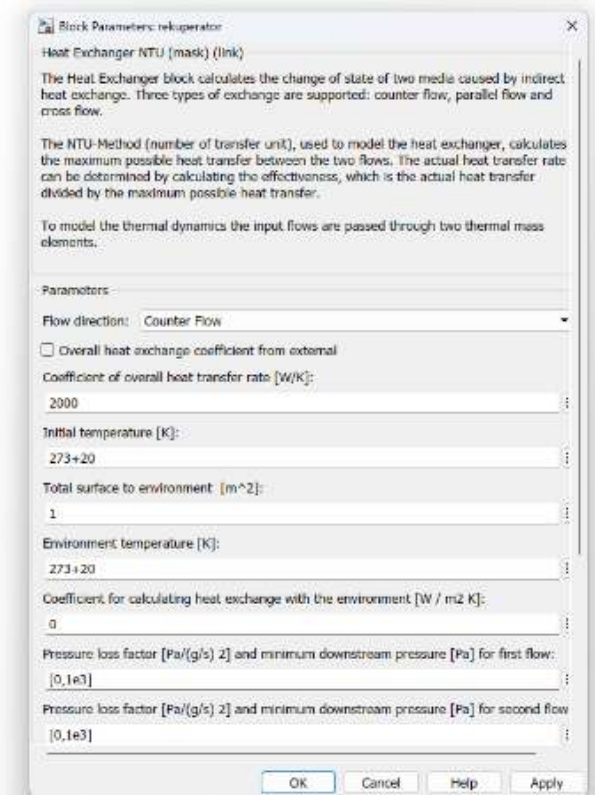 Block Parameters: rekuperator
Heat Exchanger NTU (mask) (link)
The Heat Exchanger block calculates the change of state of two media caused by indirect
heat exchange. Three types of exchange are supported: counter flow, parallel flow and
cross flow.
The NTU-Method (number of transfer unit), used to model the heat exchanger, calculates
the maximum possible heat transfer between the two flows. The actual heat transfer rate
can be determined by calculating the effectiveness, which is the actual heat transfer
divided by the maximum possible heat transfer.
To model the thermal dynamics the input flows are passed through two thermal mass
elements.
Parameters
Flow direction: Counter Flow
Overall heat exchange coefficient from external
Coefficient of overall heat transfer rate [W/K]:
2000
Initial temperature [K]:
273+20
Total surface to environment [m^2]:
1
Environment temperature [K]:
273+20
Coefficient for calculating heat exchange with the environment [W / m2 K]:
0
Pressure loss factor [Pa/(g/s) 2] and minimum downstream pressure [Pa] for first flow:
[0,1e3]
Pressure loss factor [Pa/(g/s) 2] and minimum downstream pressure [Pa] for second flow
[0,1e3]
OK Cancel Help Apply